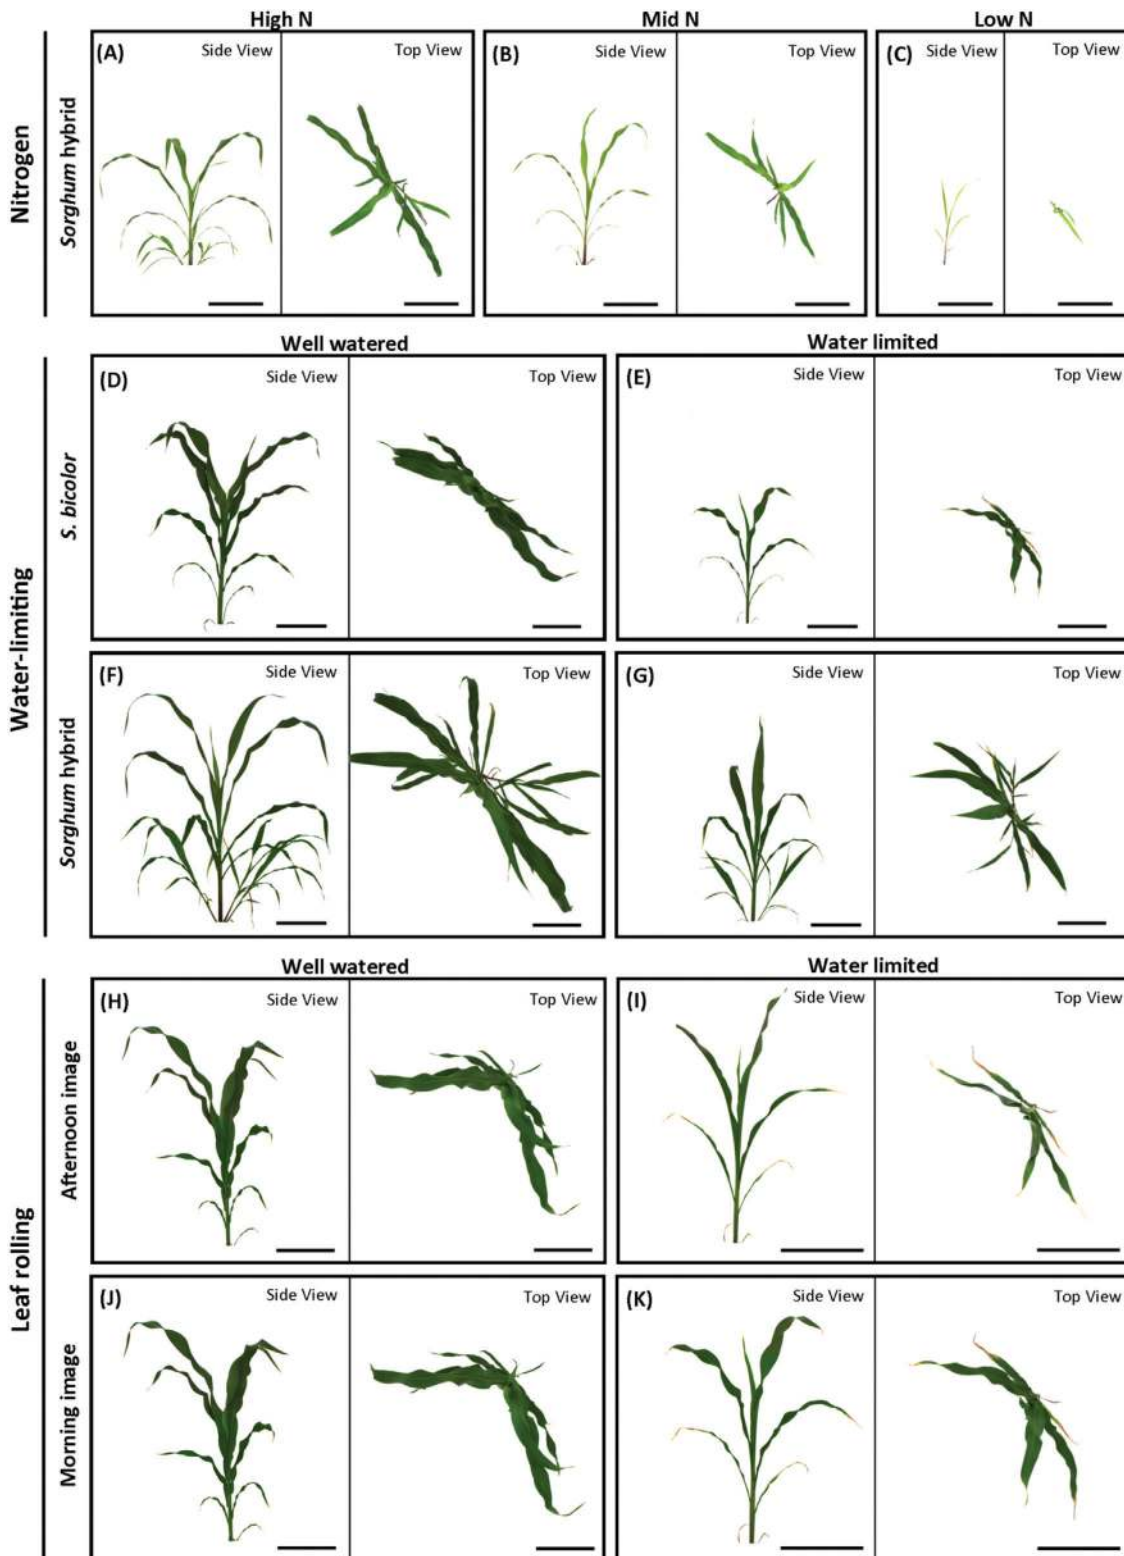 High N
Mid N
Low N
Nitrogen
Sorghum hybrid
(A)
Side View
Top View
(B)
Side View
Top View
(C)
Side View
Top View
Well watered
Water limited
Water-limiting
S. bicolor
(D)
Side View
Top View
(E)
Side View
Top View
Sorghum hybrid
(F)
Side View
Top View
(G)
Side View
Top View
Well watered
Water limited
Leaf rolling
Afternoon image
(H)
Side View
Top View
(I)
Side View
Top View
Morning image
(J)
Side View
Top View
(K)
Side View
Top View